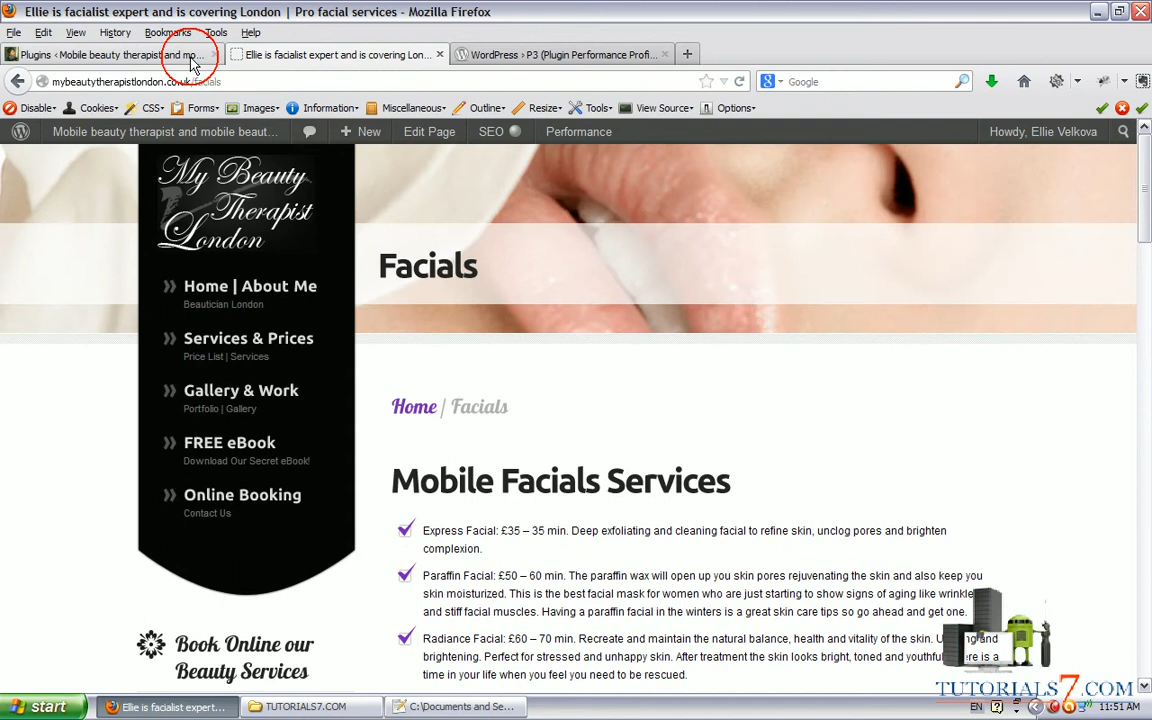 Ellie is facialist expert and is covering London | Pro facial services - Mozilla Firefox
File Edit View History Bookmarks Tools Help
Plugins ‹ Mobile beauty therapist and mo...
Ellie is facialist expert and is covering Lon...
WordPress › P3 (Plugin Performance Profi...
mybeautytherapistlondon.co.uk/facials
Google
Disable Cookies CSS Forms Images Information Miscellaneous Outline Resize Tools View Source Options
Mobile beauty therapist and mobile beaut... New Edit Page SEO Performance Howdy, Ellie Velkova
My Beauty
Therapist
London
Facials
Home | About Me
Beautician London
Services & Prices
Price List | Services
Gallery & Work
Portfolio | Gallery
FREE eBook
Download Our Secret eBook!
Online Booking
Contact Us
Book Online our
Beauty Services
Home / Facials
Mobile Facials Services
Express Facial: £35 – 35 min. Deep exfoliating and cleaning facial to refine skin, unclog pores and brighten
complexion.
Paraffin Facial: £50 – 60 min. The paraffin wax will open up you skin pores rejuvenating the skin and also keep you
skin moisturized. This is the best facial mask for women who are just starting to show signs of aging like wrinkle
and stiff facial muscles. Having a paraffin facial in the winters is a great skin care tips so go ahead and get one.
Radiance Facial: £60 – 70 min. Recreate and maintain the natural balance, health and vitality of the skin. and
brightening. Perfect for stressed and unhappy skin. After treatment the skin looks bright, toned and youthful is a
time in your life when you feel you need to be rescued.
TUTORIALS7.COM
start Ellie is facialist expert... TUTORIALS7.COM C:\Documents and Se... EN 11:51 AM